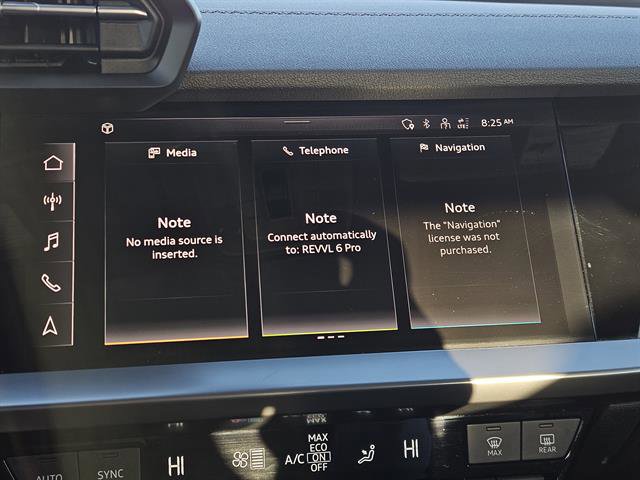 LTE
8:25 AM
Media
Telephone
Navigation
Note
No media source is
inserted.
Note
Connect automatically
to: REVVL 6 Pro
Note
The "Navigation"
license was not
purchased.
AUTO
SYNC
HI
A/C
MAX
ECO
ON
OFF
HI
MAX
REAR